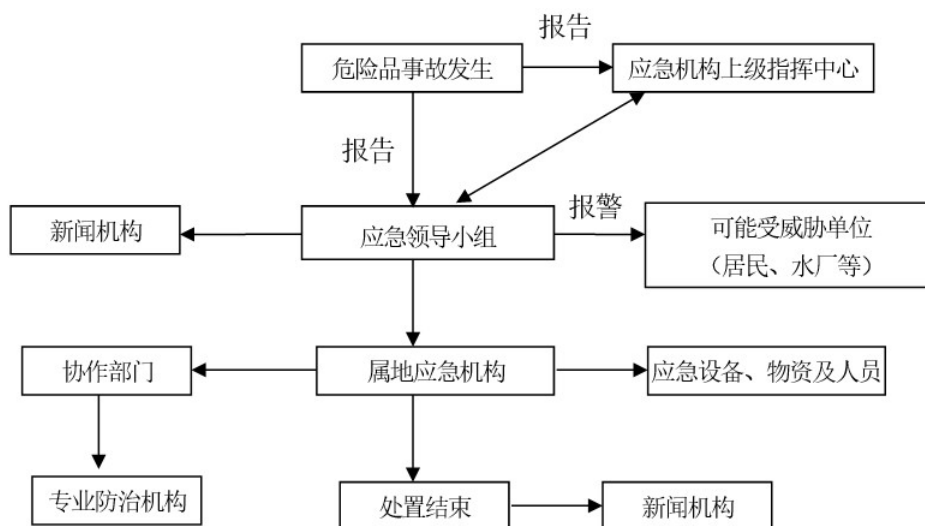 报告
危险品事故发生
应急机构上级指挥中心
报告
新闻机构
应急领导小组
报警
可能受威胁单位
（居民、水厂等）
协作部门
属地应急机构
应急设备、物资及人员
专业防治机构
处置结束
新闻机构